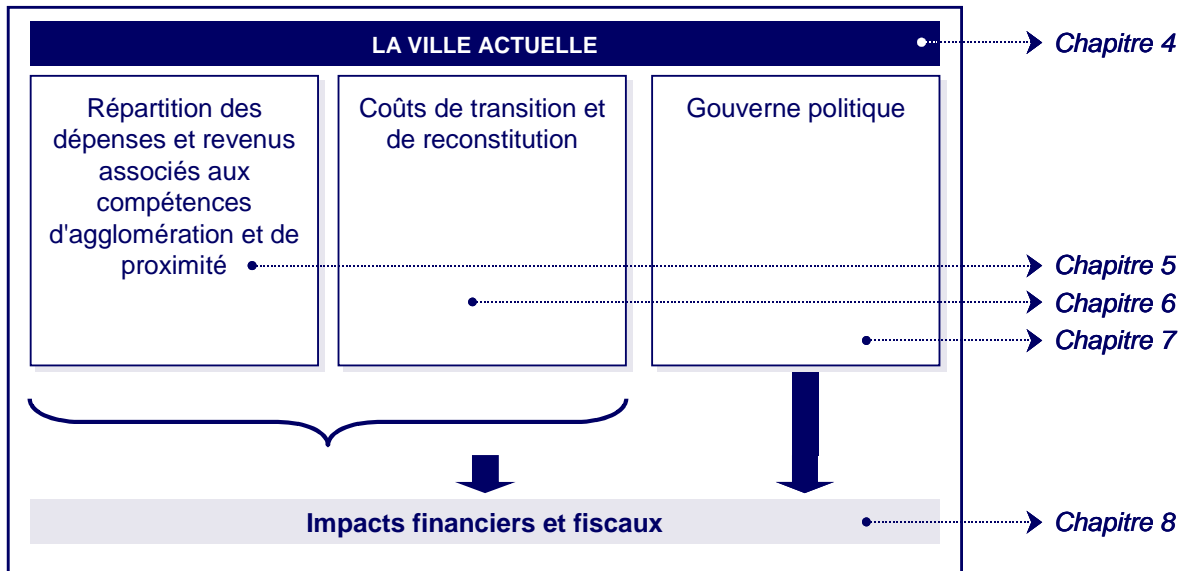 LA VILLE ACTUELLE
Chapitre 4
Répartition des
dépenses et revenus
associés aux
compétences
d'agglomération et de
proximité
Coûts de transition et
de reconstitution
Gouverne politique
Chapitre 5
Chapitre 6
Chapitre 7
Impacts financiers et fiscaux
Chapitre 8